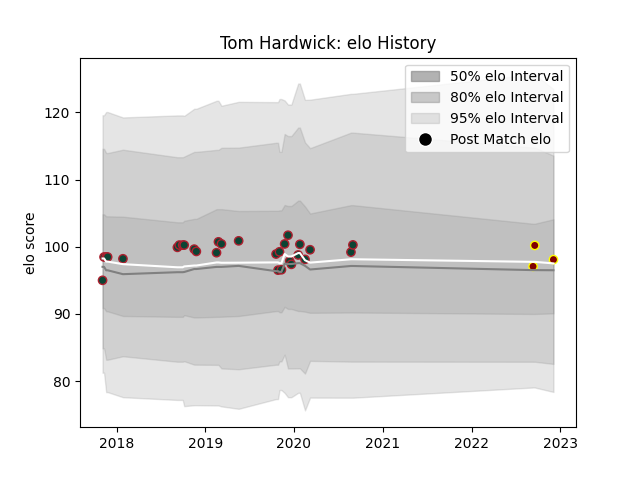 Tom Hardwick: elo History
50% elo Interval
80% elo Interval
95% elo Interval
Post Match elo
elo score
120
110
100
90
80
2018
2019
2020
2021
2022
2023